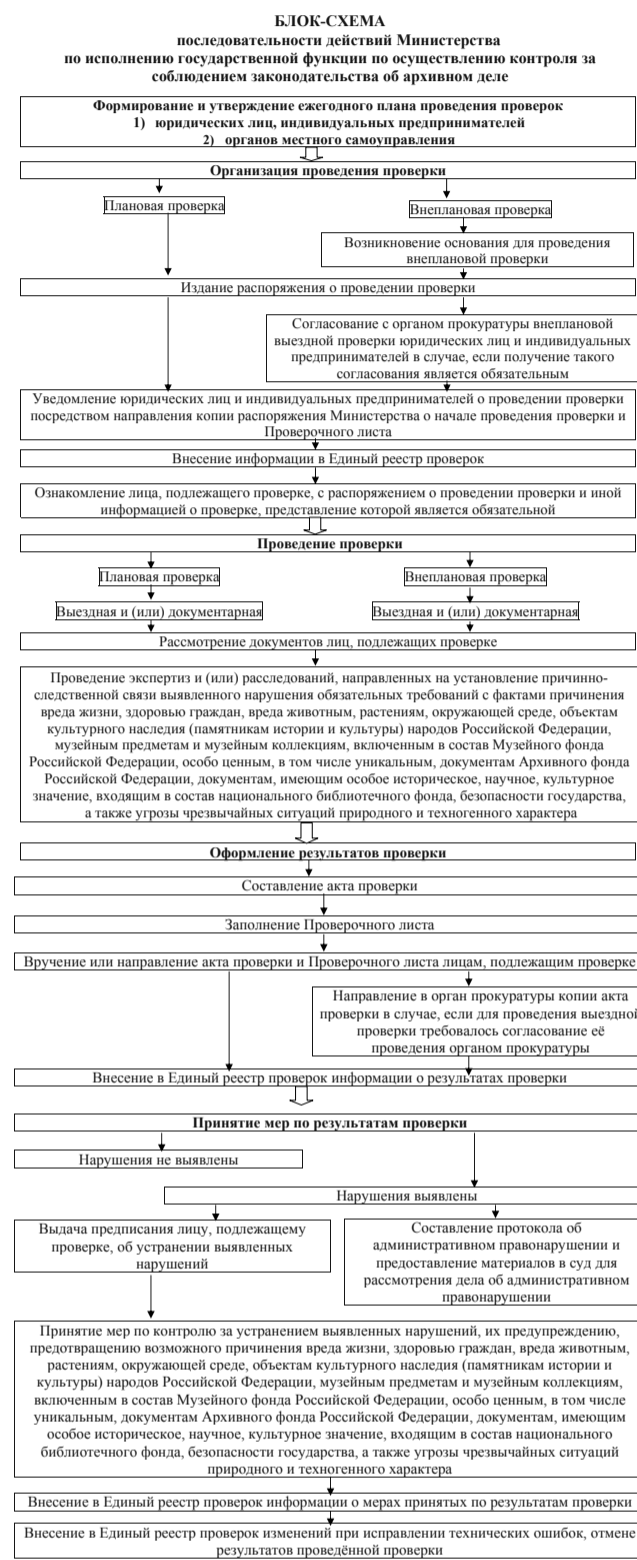 БЛОК-СХЕМА
последовательности действий Министерства
по исполнению государственной функции по осуществлению контроля за
соблюдением законодательства об архивном деле
Формирование и утверждение ежегодного плана проведения проверок
1) юридических лиц, индивидуальных предпринимателей
2) органов местного самоуправления
Организация проведения проверки
Плановая проверка
Внеплановая проверка
Возникновение основания для проведения
внеплановой проверки
Издание распоряжения о проведении проверки
Согласование с органом прокуратуры внеплановой
выездной проверки юридических лиц и индивидуальных
предпринимателей в случае, если получение такого
согласования является обязательным
Уведомление юридических лиц и индивидуальных предпринимателей о проведении проверки
посредством направления копии распоряжения Министерства о начале проведения проверки и
Проверочного листа
Внесение информации в Единый реестр проверок
Ознакомление лица, подлежащего проверке, с распоряжением о проведении проверки и иной
информацией о проверке, представление которой является обязательной
Проведение проверки
Плановая проверка
Внеплановая проверка
Выездная и (или) документарная
Выездная и (или) документарная
Рассмотрение документов лиц, подлежащих проверке
Проведение экспертиз и (или) расследований, направленных на установление причинно-
следственной связи выявленного нарушения обязательных требований с фактами причинения
вреда жизни, здоровью граждан, вреда животным, растениям, окружающей среде, объектам
культурного наследия (памятникам истории и культуры) народов Российской Федерации,
музейным предметам и музейным коллекциям, включенным в состав Музейного фонда
Российской Федерации, особо ценным, в том числе уникальным, документам Архивного фонда
Российской Федерации, документам, имеющим особое историческое, научное, культурное
значение, входящим в состав национального библиотечного фонда, безопасности государства,
а также угрозы чрезвычайных ситуаций природного и техногенного характера
Оформление результатов проверки
Составление акта проверки
Заполнение Проверочного листа
Вручение или направление акта проверки и Проверочного листа лицам, подлежащим проверке
Направление в орган прокуратуры копии акта
проверки в случае, если для проведения выездной
проверки требовалось согласование её
проведения органом прокуратуры
Внесение в Единый реестр проверок информации о результатах проверки
Принятие мер по результатам проверки
Нарушения не выявлены
Нарушения выявлены
Выдача предписания лицу, подлежащему
проверке, об устранении выявленных
нарушений
Составление протокола об
административном правонарушении и
предоставление материалов в суд для
рассмотрения дела об административном
правонарушении
Принятие мер по контролю за устранением выявленных нарушений, их предупреждению,
предотвращению возможного причинения вреда жизни, здоровью граждан, вреда животным,
растениям, окружающей среде, объектам культурного наследия (памятникам истории и
культуры) народов Российской Федерации, музейным предметам и музейным коллекциям,
включенным в состав Музейного фонда Российской Федерации, особо ценным, в том числе
уникальным, документам Архивного фонда Российской Федерации, документам, имеющим
особое историческое, научное, культурное значение, входящим в состав национального
библиотечного фонда, безопасности государства, а также угрозы чрезвычайных ситуаций
природного и техногенного характера
Внесение в Единый реестр проверок информации о мерах принятых по результатам проверки
Внесение в Единый реестр проверок изменений при исправлении технических ошибок, отмене
результатов проведённой проверки